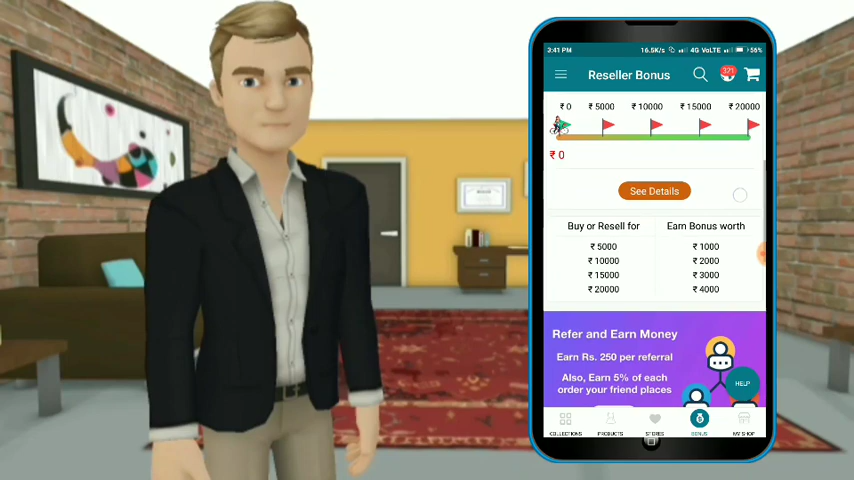 3:41 PM 16.5K/s 4G VoLTE 56%
Reseller Bonus 321
₹ 0 ₹ 5000 ₹ 10000 ₹ 15000 ₹ 20000
₹ 0
See Details
Buy or Resell for Earn Bonus worth
₹ 5000 ₹ 1000
₹ 10000 ₹ 2000
₹ 15000 ₹ 3000
₹ 20000 ₹ 4000
Refer and Earn Money
Earn Rs. 250 per referral
Also, Earn 5% of each
order your friend places
HELP
COLLECTIONS PRODUCTS STORES BONUS MY SHOP